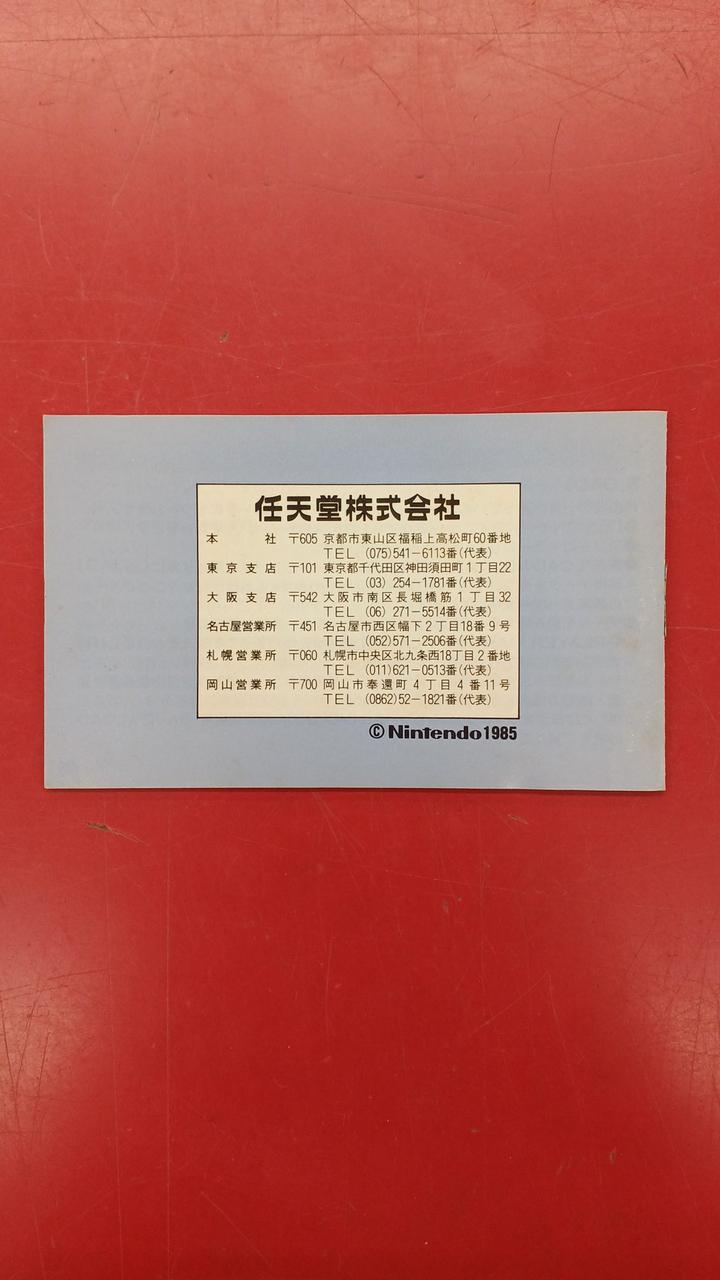 任天堂株式会社
本社 〒605 京都市東山区福稲上高松町60番地
TEL (075)541-6113番(代表)
東京支店 〒101 東京都千代田区神田須田町1丁目22
TEL (03) 254-1781番(代表)
大阪支店 〒542 大阪市南区長堀橋筋1丁目32
TEL (06) 271-5514番(代表)
名古屋営業所 〒451 名古屋市西区幅下2丁目18番9号
TEL (052)571-2506番(代表)
札幌営業所 〒060 札幌市中央区北九条西18丁目2番地
TEL (011)621-0513番(代表)
岡山営業所 〒700 岡山市奉還町4丁目4番11号
TEL (0862)52-1821番(代表)
©Nintendo1985